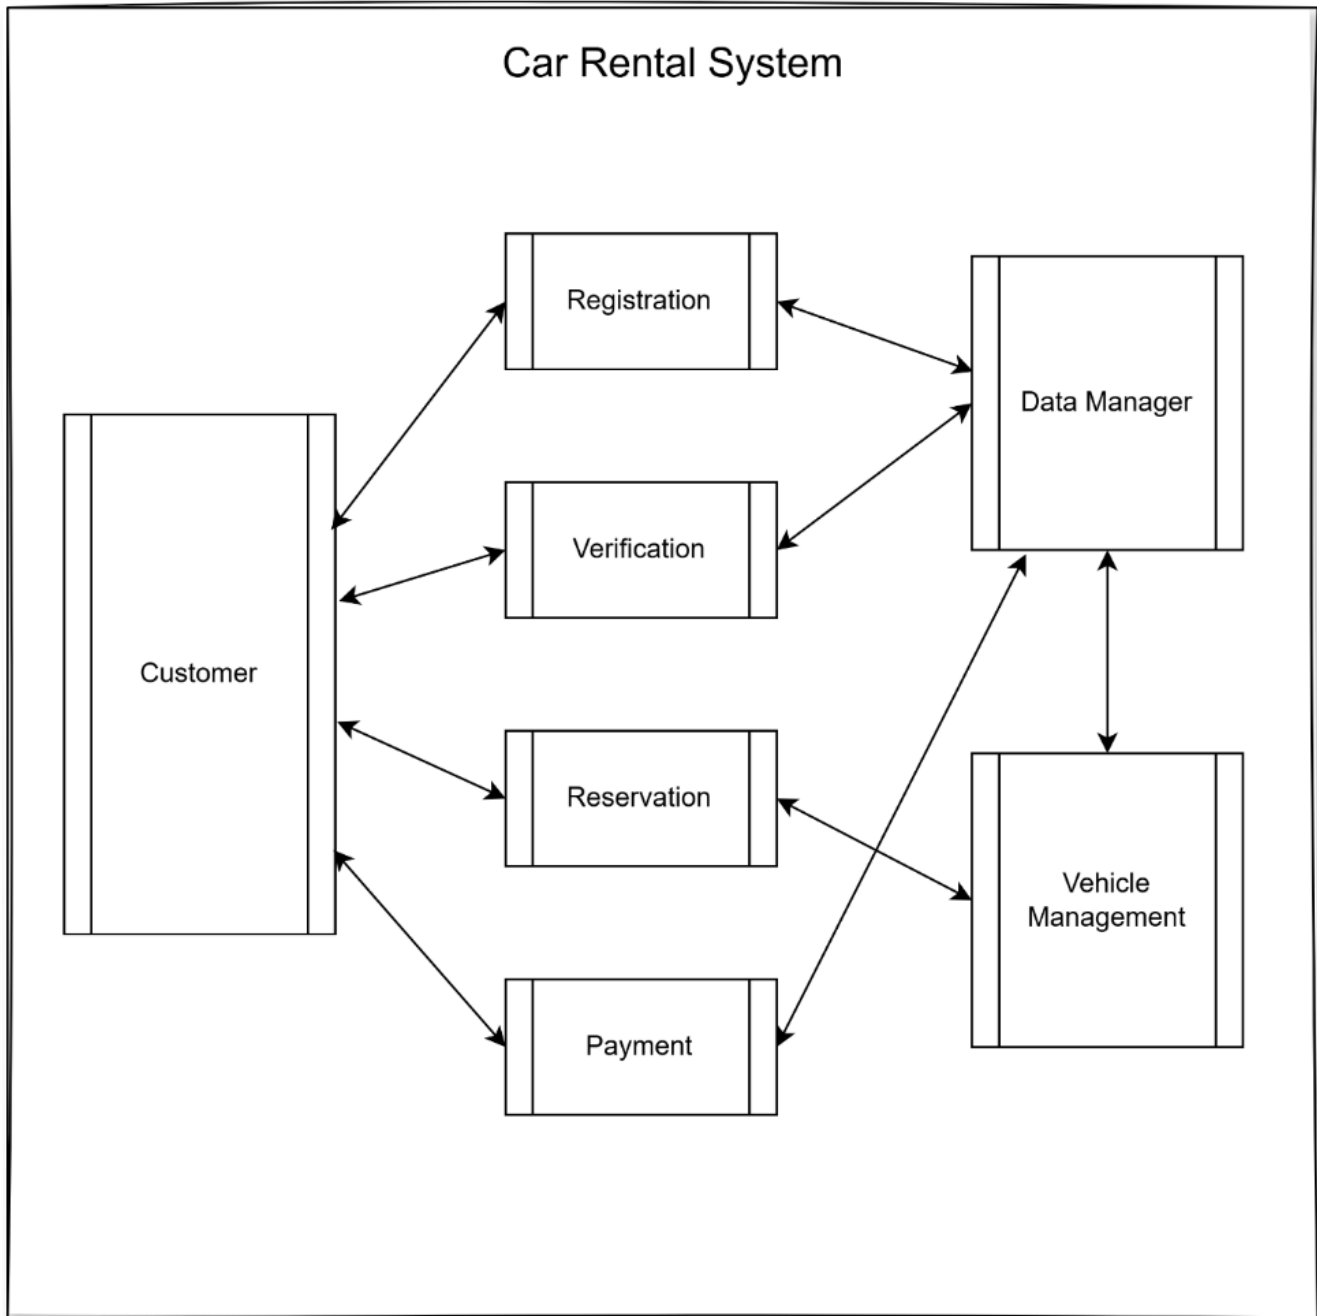 Car Rental System
Registration
Data Manager
Verification
Customer
Reservation
Vehicle
Management
Payment